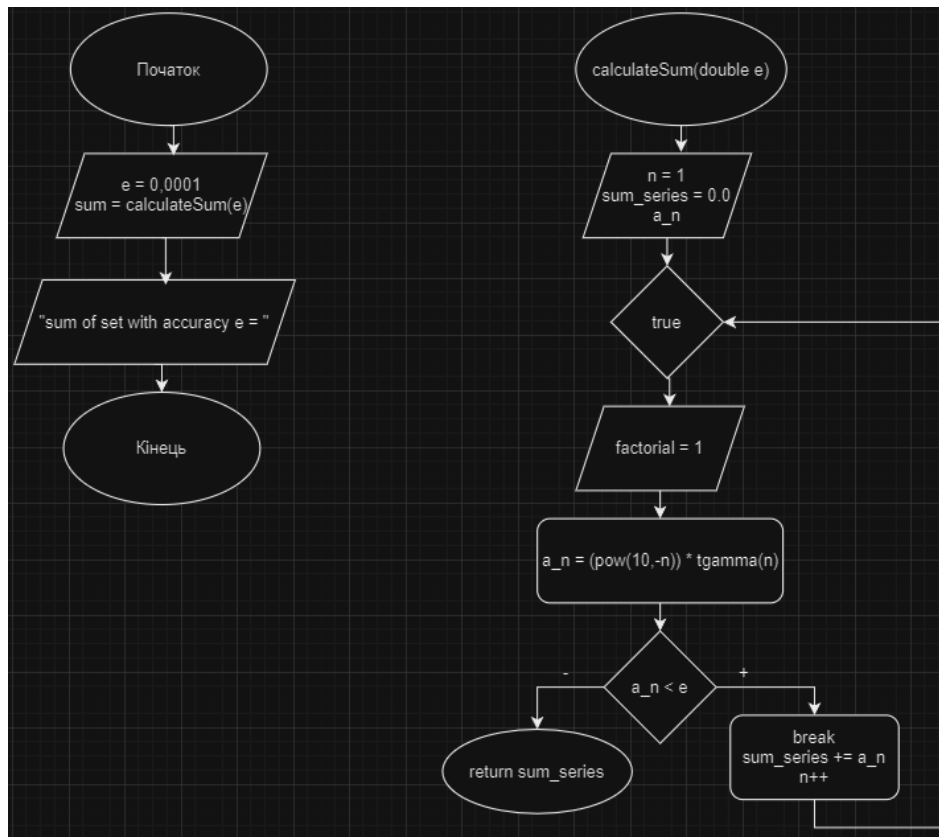 Початок
e = 0,0001
sum = calculateSum(e)
"sum of set with accuracy e = "
Кінець
calculateSum(double e)
n = 1
sum_series = 0.0
a_n
true
factorial = 1
a_n = (pow(10,-n)) * tgamma(n)
a_n < e
-
+
return sum_series
break
sum_series += a_n
n++